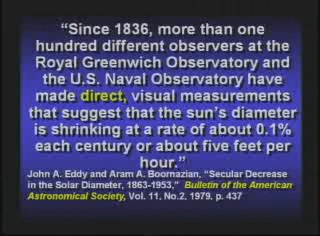 “Since 1836, more than one
hundred different observers at the
Royal Greenwich Observatory and
the U.S. Naval Observatory have
made direct, visual measurements
that suggest that the sun’s diameter
is shrinking at a rate of about 0.1%
each century or about five feet per
hour.”
John A. Eddy and Aram A. Boornazian, “Secular Decrease
in the Solar Diameter, 1863-1953,” Bulletin of the American
Astronomical Society, Vol. 11, No.2, 1979, p. 437